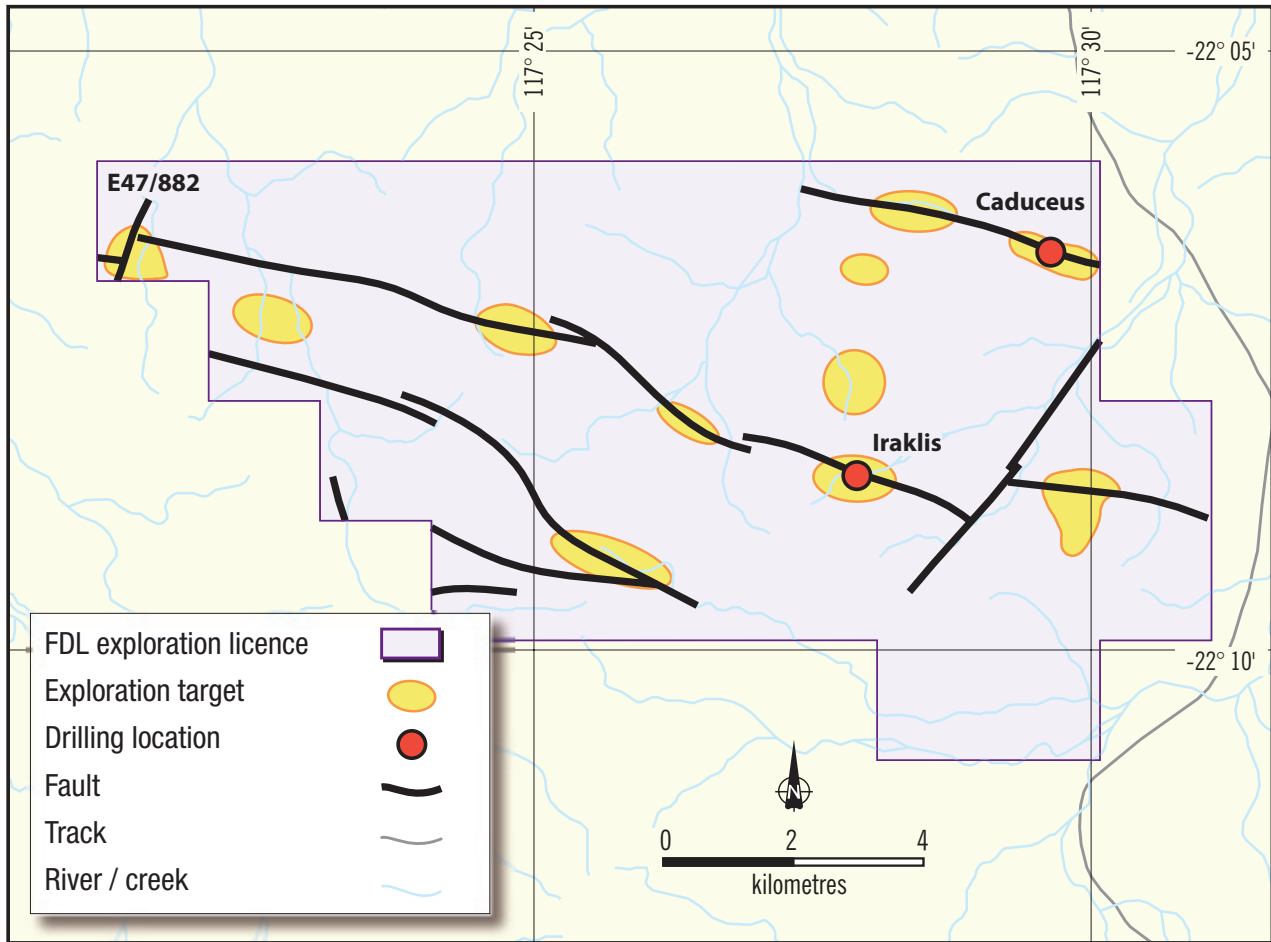 117° 25'
117° 30'
-22° 05'
E47/882
Caduceus
Iraklis
-22° 10'
FDL exploration licence
Exploration target
Drilling location
Fault
Track
River / creek
N
0 2 4
kilometres